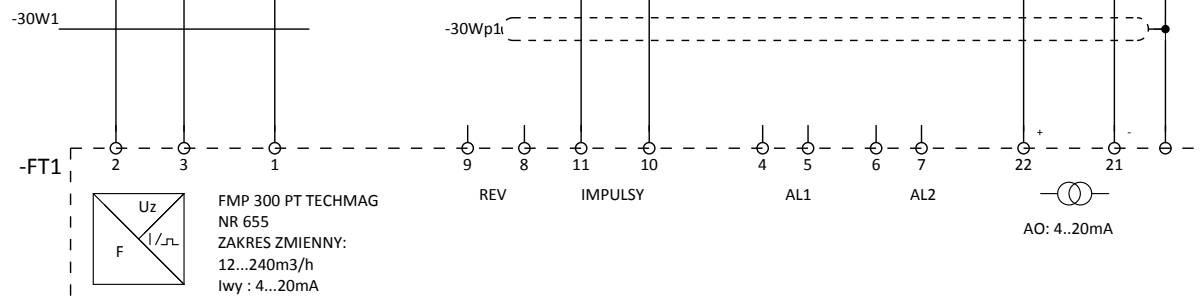 -30W1
-30Wp1
+ -
-FT1
2 3 1 9 8 11 10 4 5 6 7 22 21
REV IMPULSY AL1 AL2
Uz
F
I/
FMP 300 PT TECHMAG
NR 655
ZAKRES ZMIENNY:
12...240m3/h
Iwy : 4...20mA
AO: 4..20mA